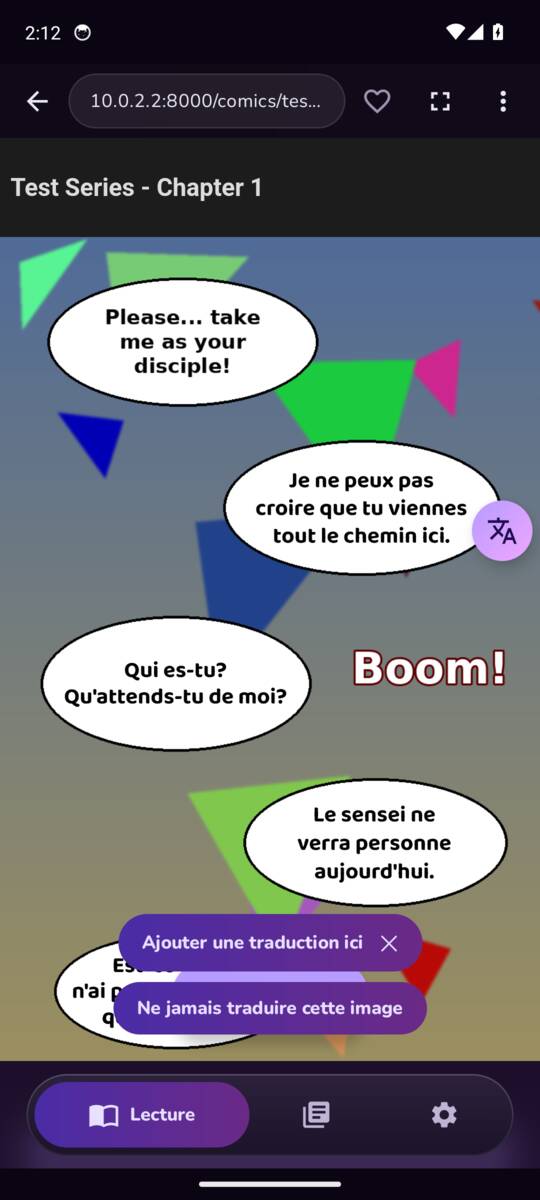 2:12
10.0.2.2:8000/comics/tes...
Test Series - Chapter 1
Please... take
me as your
disciple!
Je ne peux pas
croire que tu viennes
tout le chemin ici.
Qui es-tu?
Qu'attends-tu de moi?
Boom!
Le sensei ne
verra personne
aujourd'hui.
Ajouter une traduction ici
n'ai
Ne jamais traduire cette image
Lecture